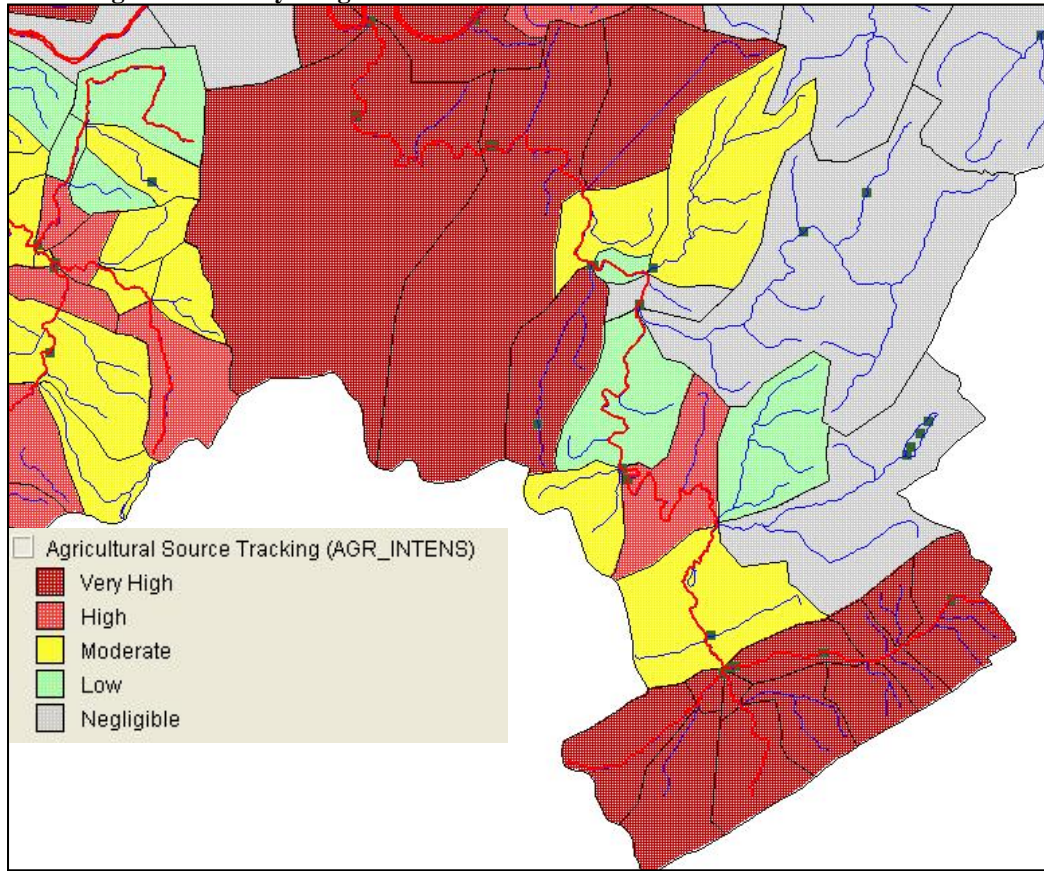 Agricultural Source Tracking (AGR_INTENS)
Very High
High
Moderate
Low
Negligible